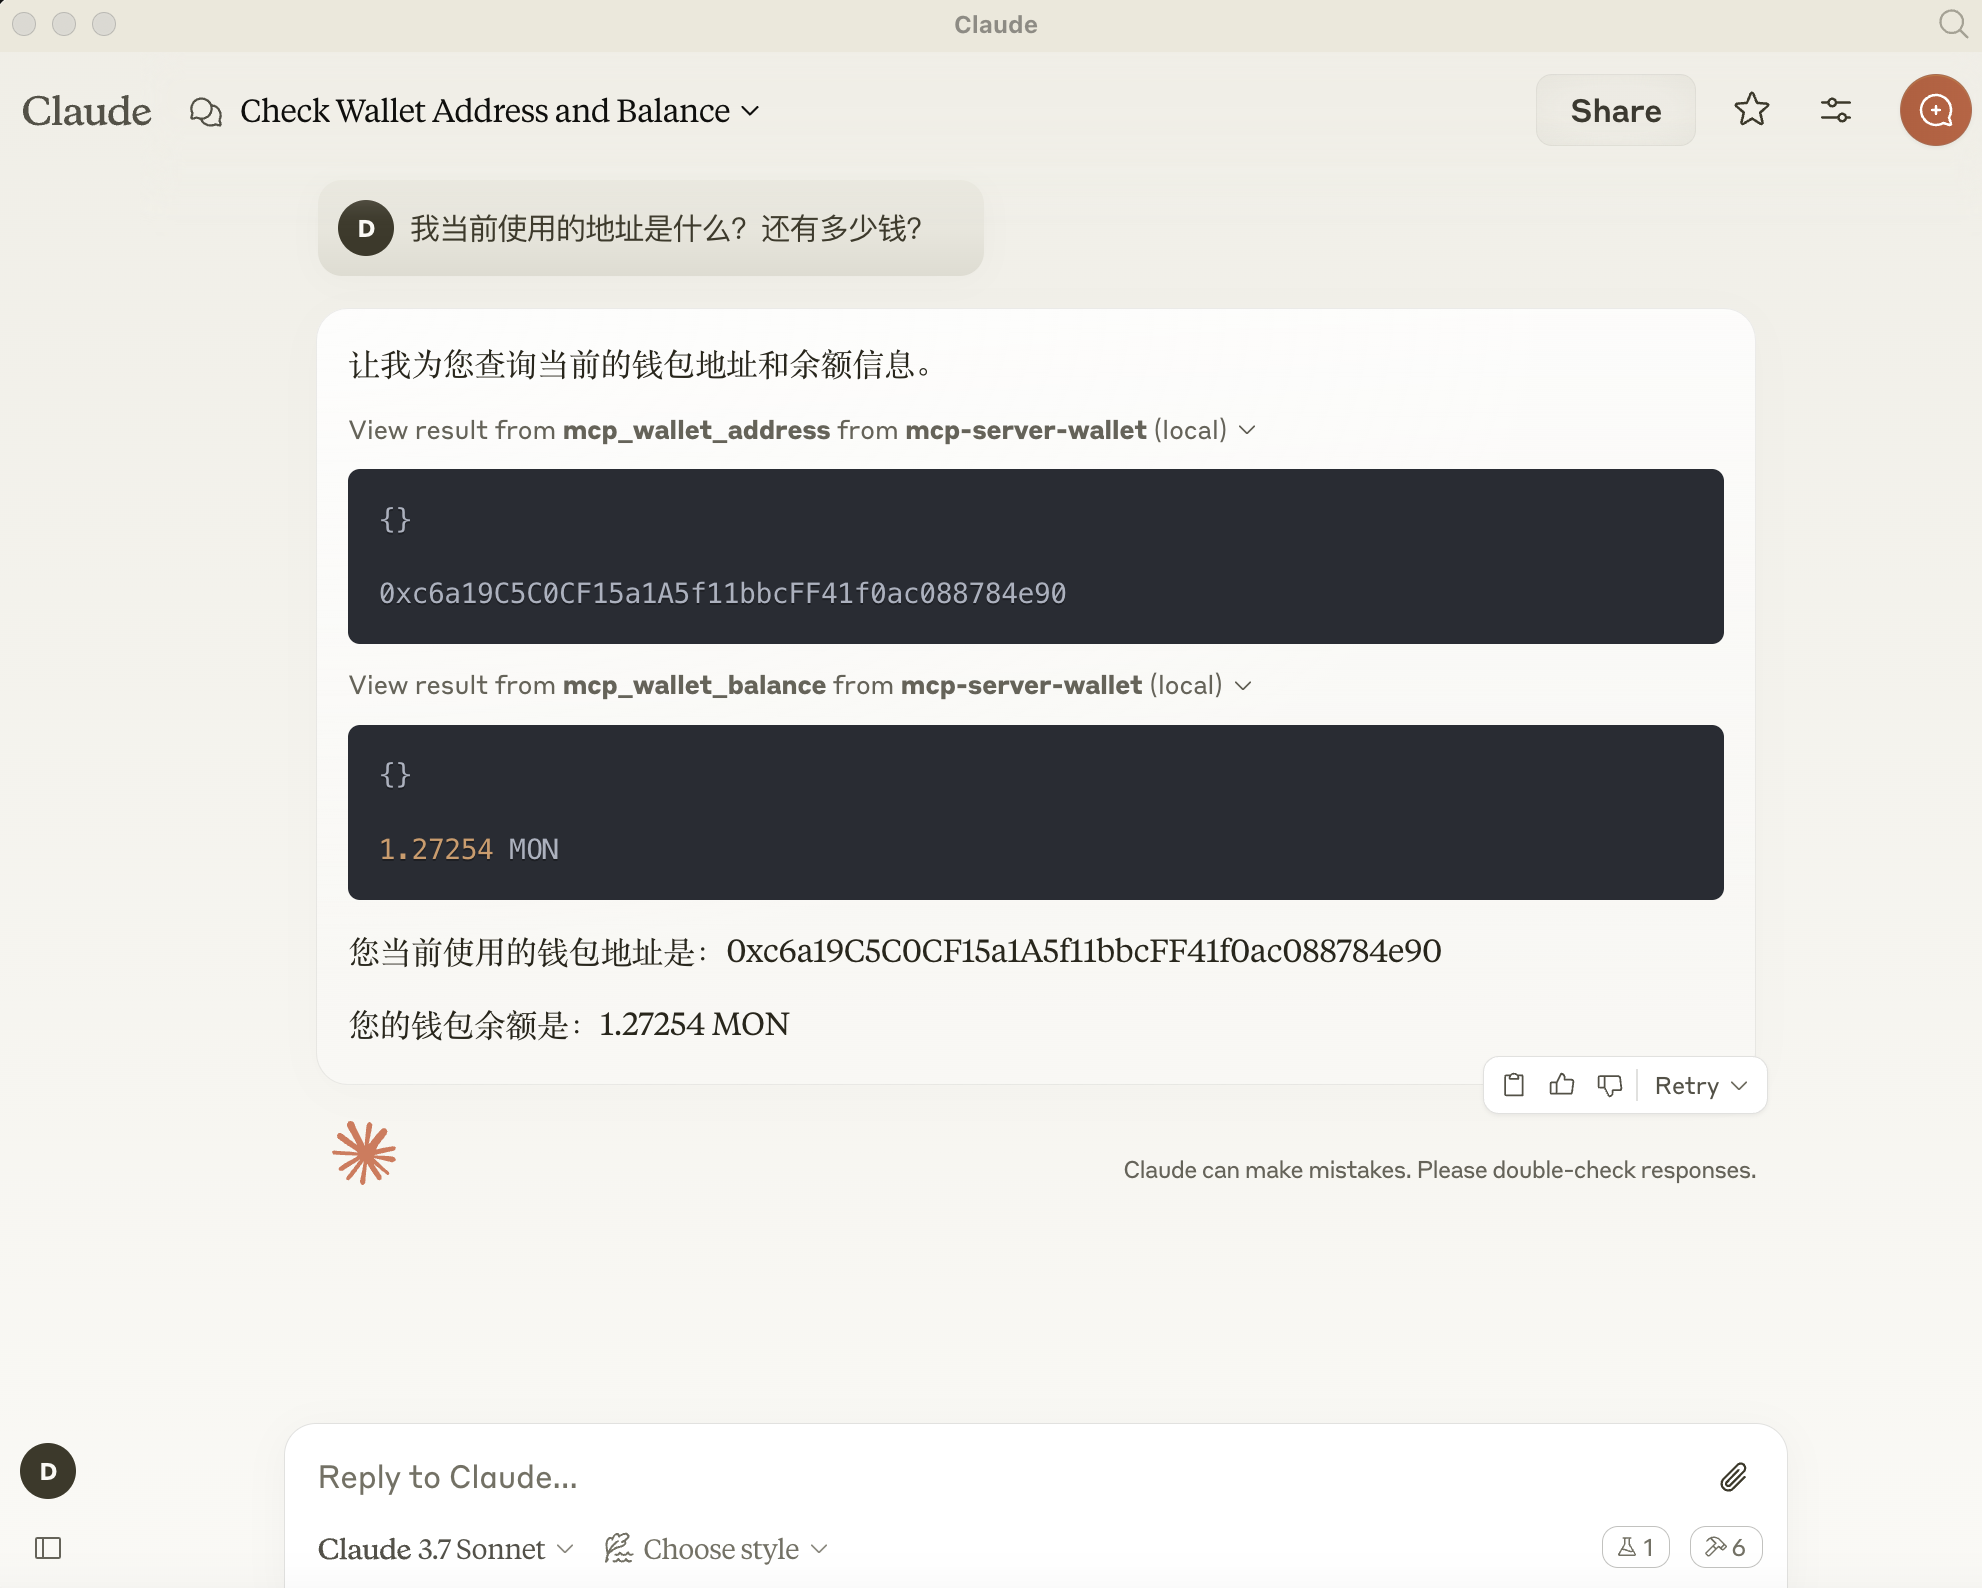 Claude
Claude
Check Wallet Address and Balance
Share
D
我当前使用的地址是什么？还有多少钱？
让我为您查询当前的钱包地址和余额信息。
View result from mcp_wallet_address from mcp-server-wallet (local)
{}
0xc6a19C5C0CF15a1A5f11bbcFF41f0ac088784e90
View result from mcp_wallet_balance from mcp-server-wallet (local)
{}
1.27254 MON
您当前使用的钱包地址是：0xc6a19C5C0CF15a1A5f11bbcFF41f0ac088784e90
您的钱包余额是：1.27254 MON
Retry
Claude can make mistakes. Please double-check responses.
D
Reply to Claude...
Claude 3.7 Sonnet
Choose style
1
6